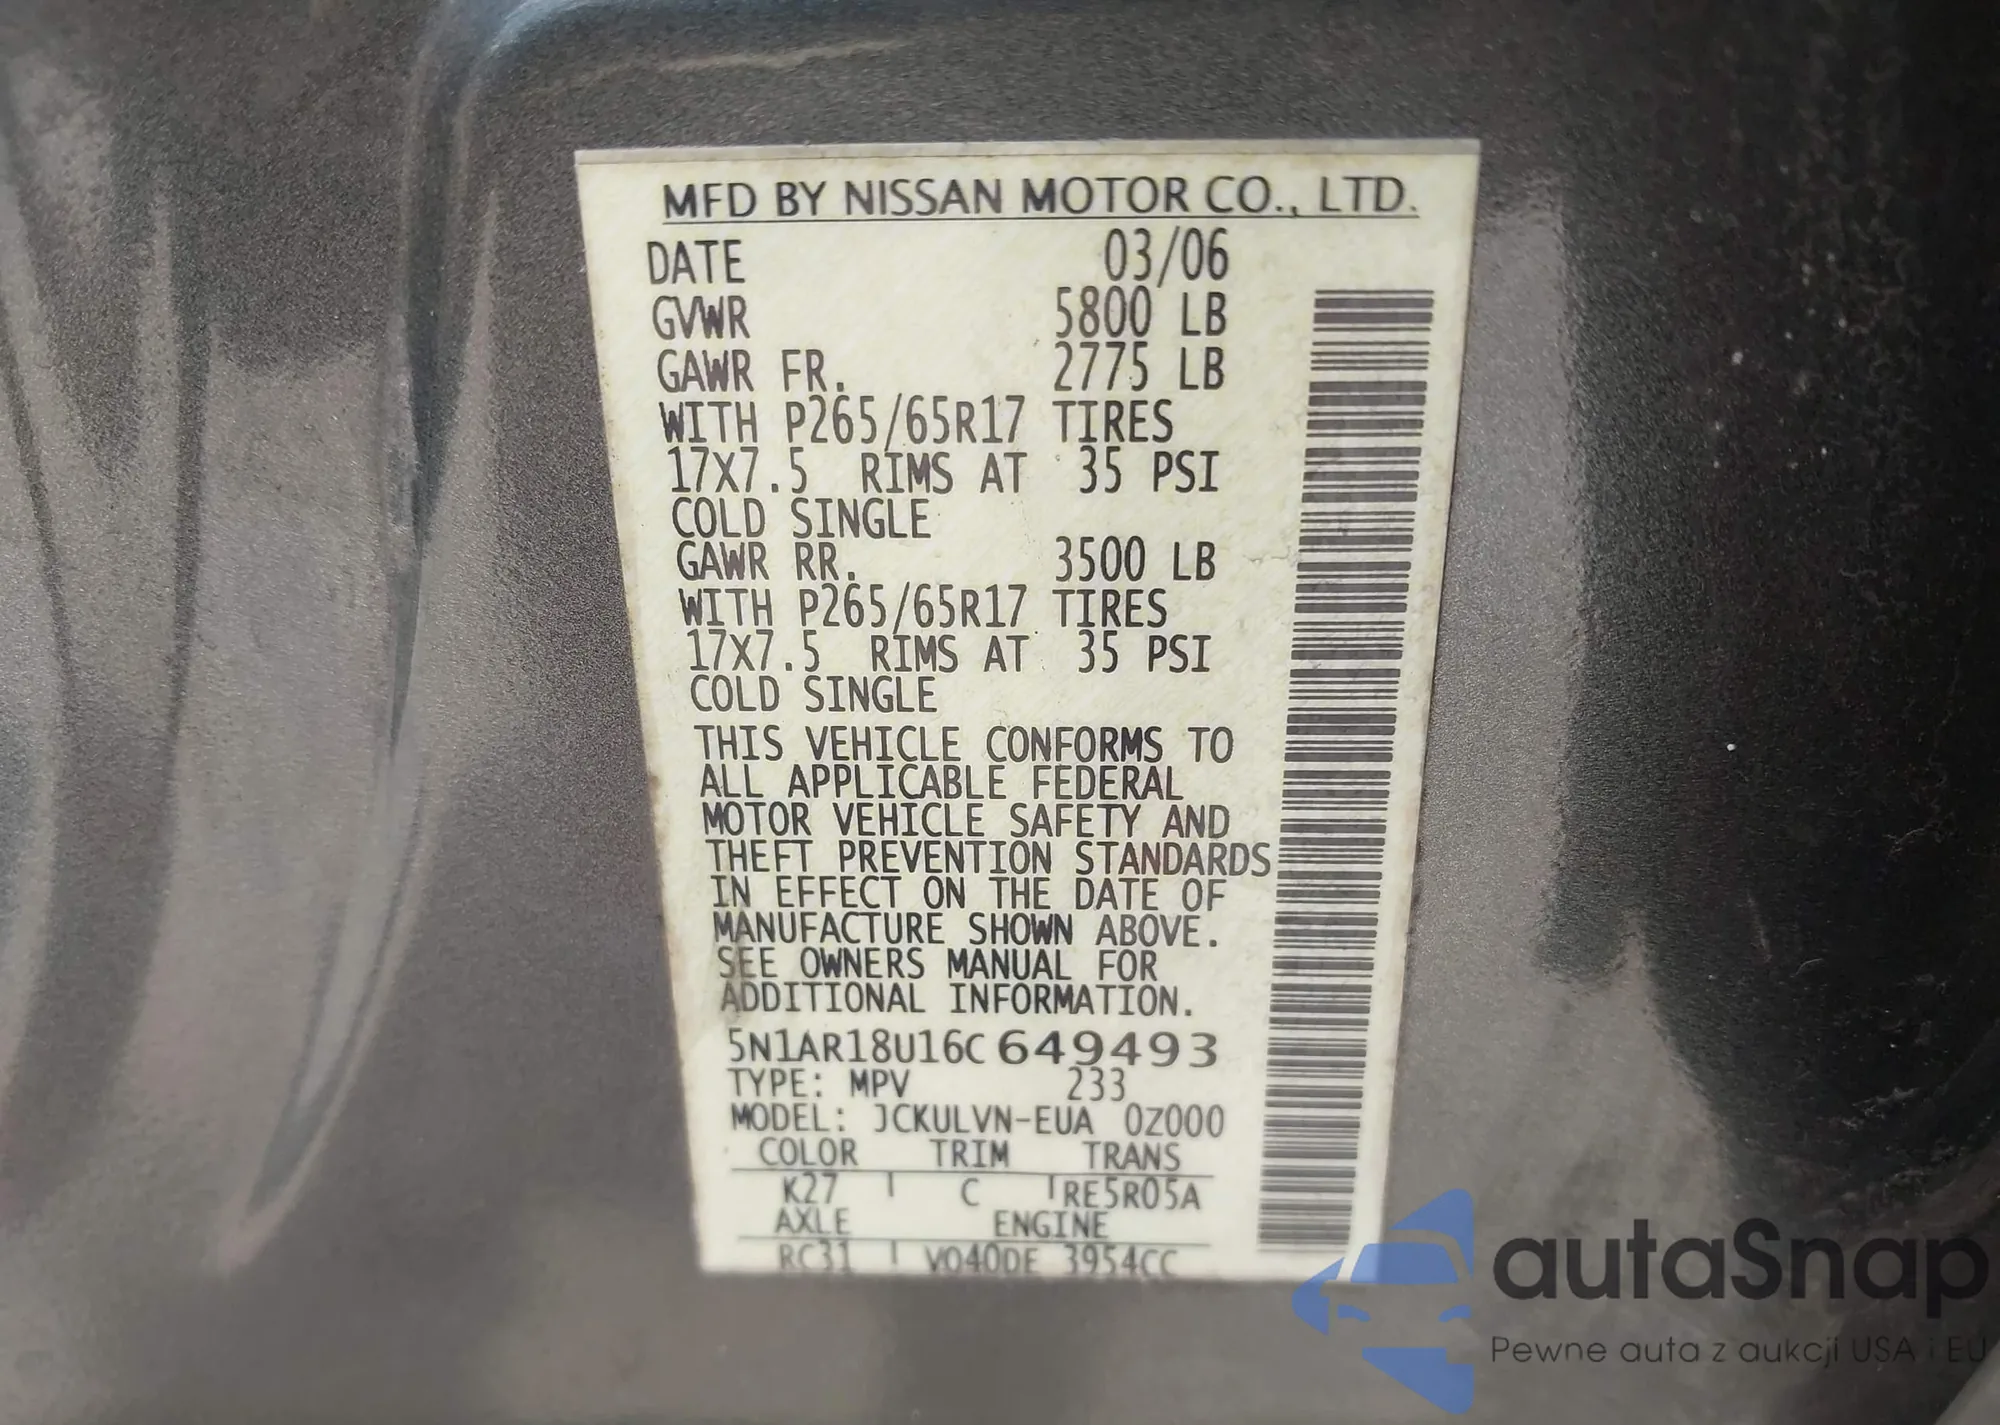 MFD BY NISSAN MOTOR CO., LTD.
DATE 03/06
GVWR 5800 LB
GAWR FR. 2775 LB
WITH P265/65R17 TIRES
17X7.5 RIMS AT 35 PSI
COLD SINGLE
GAWR RR. 3500 LB
WITH P265/65R17 TIRES
17X7.5 RIMS AT 35 PSI
COLD SINGLE
THIS VEHICLE CONFORMS TO
ALL APPLICABLE FEDERAL
MOTOR VEHICLE SAFETY AND
THEFT PREVENTION STANDARDS
IN EFFECT ON THE DATE OF
MANUFACTURE SHOWN ABOVE.
SEE OWNERS MANUAL FOR
ADDITIONAL INFORMATION.
5N1AR18U16C649493
TYPE: MPV 233
MODEL: JCKULVN-EUA 0Z000
COLOR TRIM TRANS
K27 C RE5R05A
AXLE ENGINE
RC31 VQ40DE 3954CC
autaSnap
Pewne auta z aukcji USA i EU